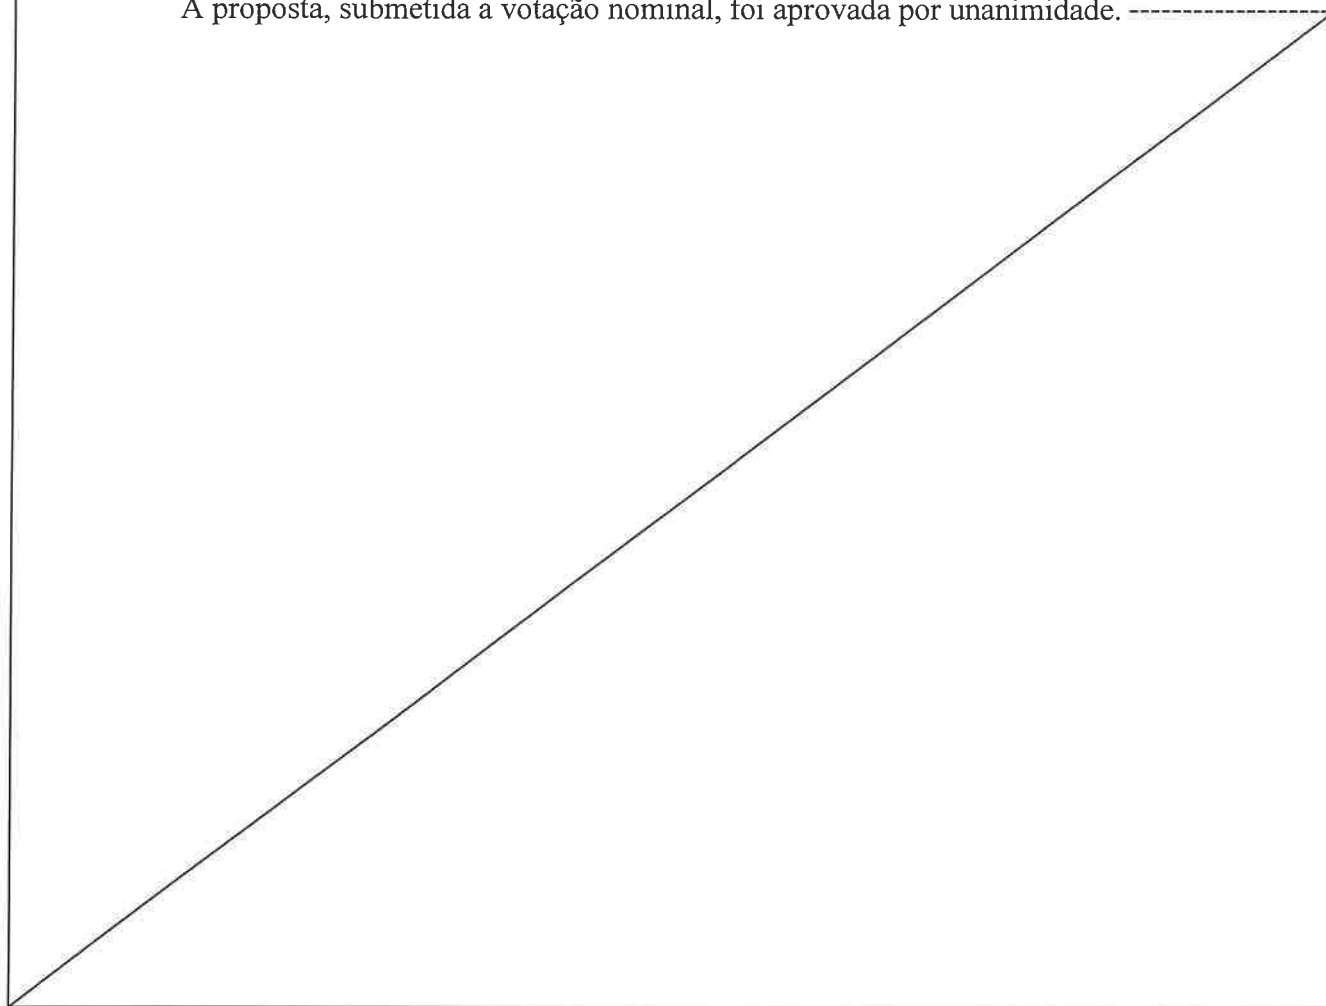 A proposta, submetida a votação nominal, foi aprovada por unanimidade. ------------------